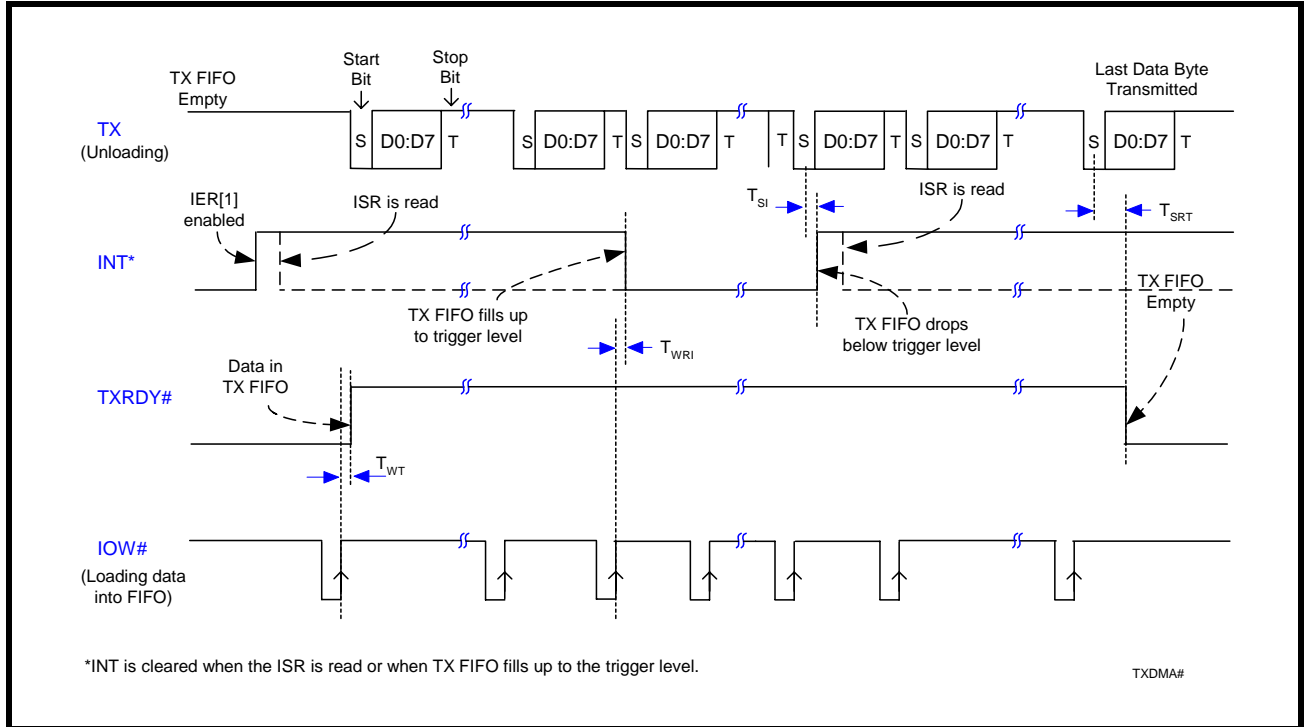 TX FIFO
Empty
Start
Bit
Stop
Bit
Last Data Byte
Transmitted
TX
(Unloading)
S D0:D7 T S D0:D7 T S D0:D7 T T S D0:D7 T S D0:D7 T S D0:D7 T
IER[1]
enabled
ISR is read
TSI
ISR is read
TSRT
INT*
TX FIFO fills up
to trigger level
TX FIFO drops
below trigger level
TX FIFO
Empty
TWRI
Data in
TX FIFO
TXRDY#
TWT
IOW#
(Loading data
into FIFO)
*INT is cleared when the ISR is read or when TX FIFO fills up to the trigger level.
TXDMA#